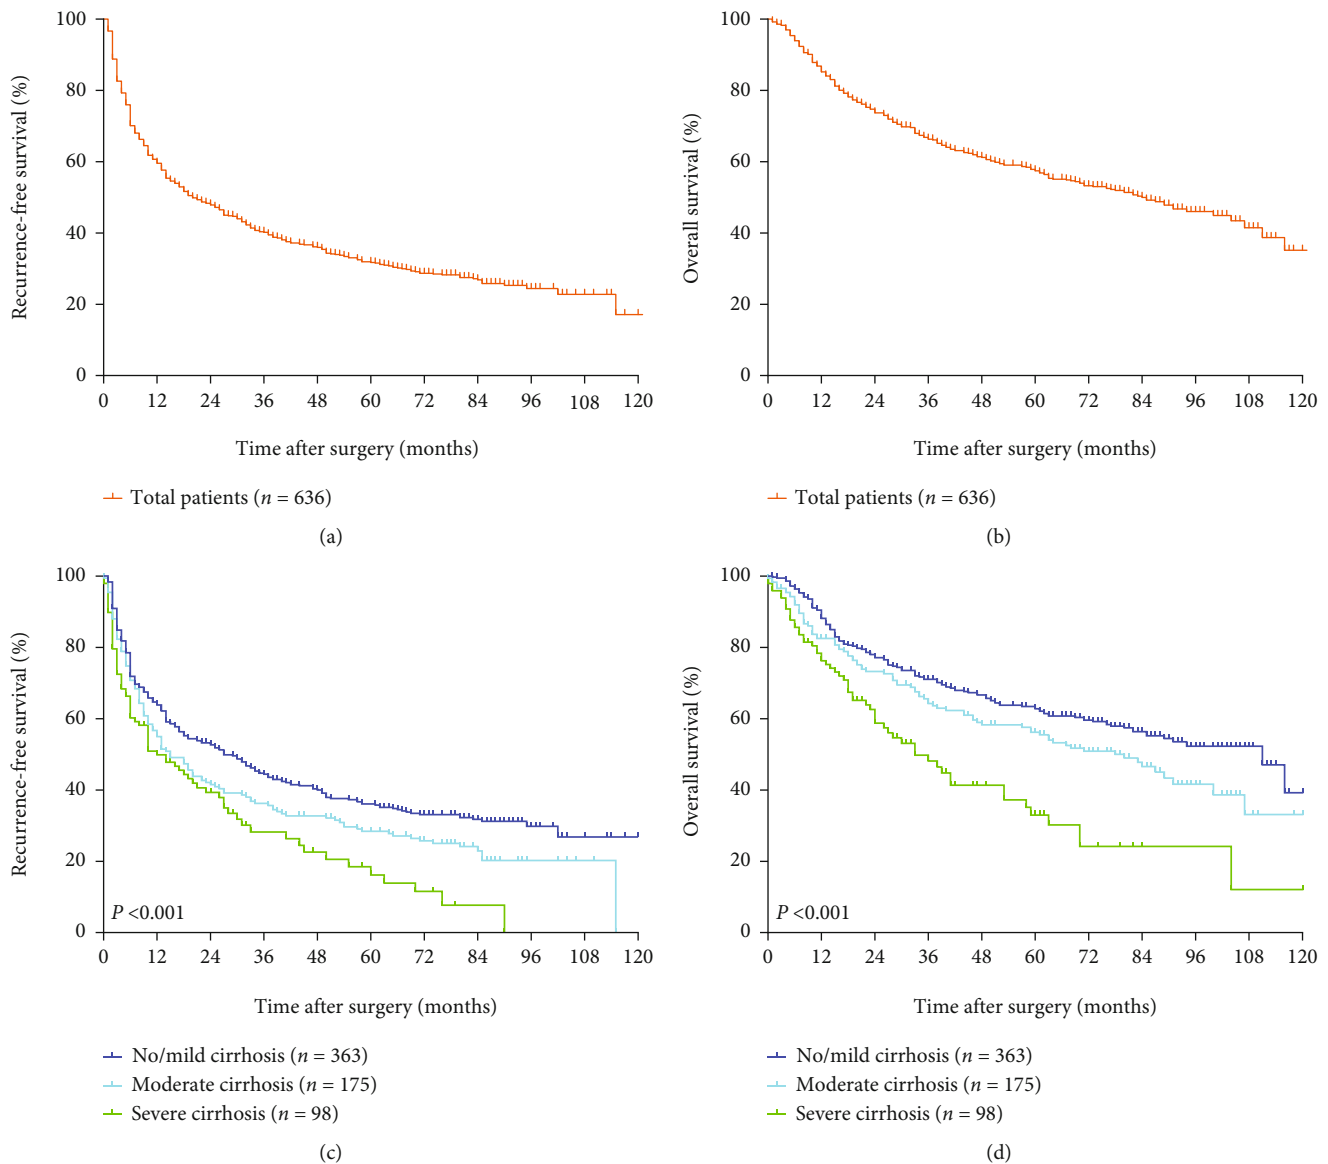 Recurrence-free survival (%)
100
80
60
40
20
0
0 12 24 36 48 60 72 84 96 108 120
Time after surgery (months)
Total patients (n = 636)
(a)
Overall survival (%)
100
80
60
40
20
0
0 12 24 36 48 60 72 84 96 108 120
Time after surgery (months)
Total patients (n = 636)
(b)
Recurrence-free survival (%)
100
80
60
40
20
0
P <0.001
0 12 24 36 48 60 72 84 96 108 120
Time after surgery (months)
No/mild cirrhosis (n = 363)
Moderate cirrhosis (n = 175)
Severe cirrhosis (n = 98)
(c)
Overall survival (%)
100
80
60
40
20
0
P <0.001
0 12 24 36 48 60 72 84 96 108 120
Time after surgery (months)
No/mild cirrhosis (n = 363)
Moderate cirrhosis (n = 175)
Severe cirrhosis (n = 98)
(d)